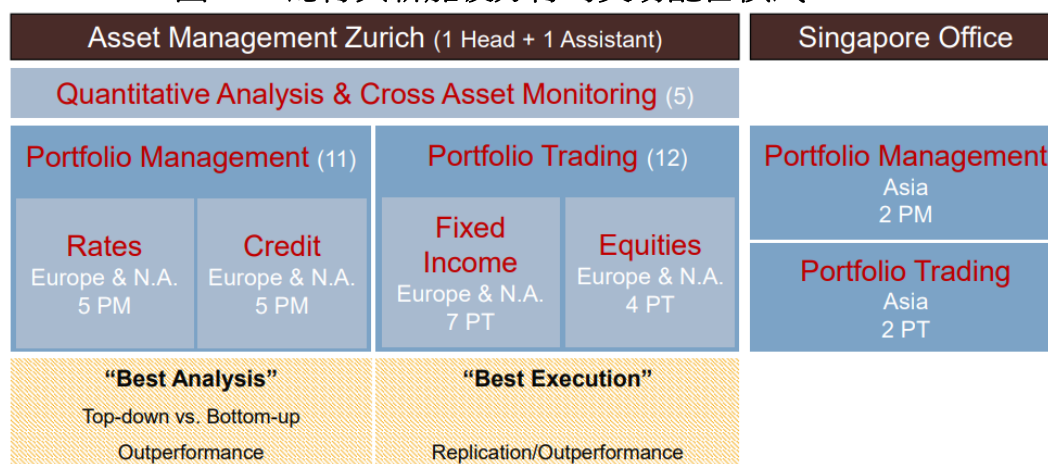 Asset Management Zurich (1 Head + 1 Assistant)
Singapore Office
Quantitative Analysis & Cross Asset Monitoring (5)
Portfolio Management (11)
Portfolio Trading (12)
Rates
Europe & N.A.
5 PM
Credit
Europe & N.A.
5 PM
Fixed
Income
Europe & N.A.
7 PT
Equities
Europe & N.A.
4 PT
Portfolio Management
Asia
2 PM
Portfolio Trading
Asia
2 PT
“Best Analysis”
Top-down vs. Bottom-up
Outperformance
“Best Execution”
Replication/Outperformance